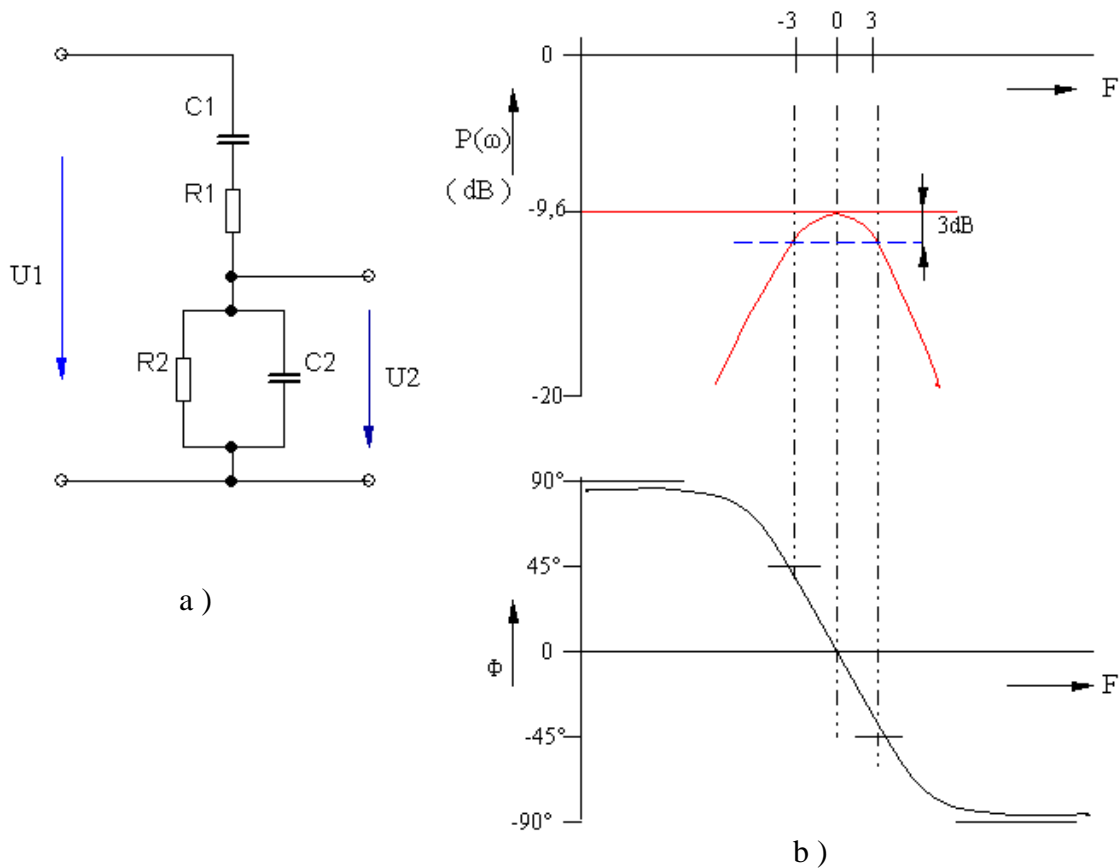 C1
R1
U1
R2
C2
U2
a )
-3 0 3
0
F
P(ω)
( dB )
-9,6
3dB
-20
90°
45°
0
Φ
F
-45°
-90°
b )